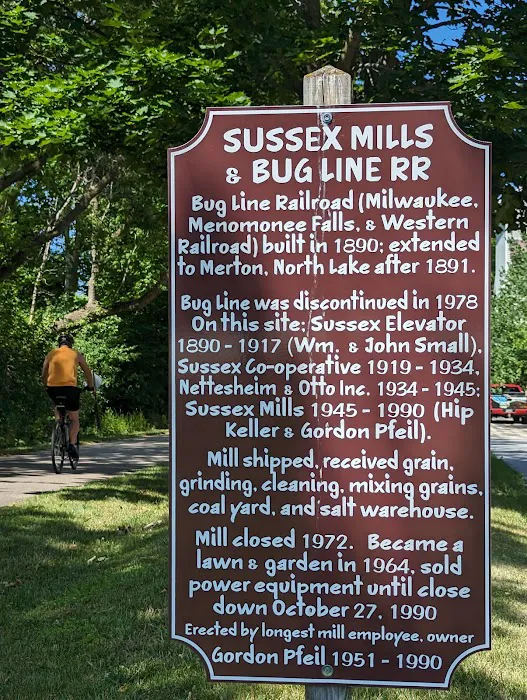 SUSSEX MILLS
& BUG LINE RR
Bug Line Railroad (Milwaukee,
Menomonee Falls, & Western
Railroad) built in 1890; extended
to Merton, North Lake after 1891.
Bug Line was discontinued in 1978
On this site: Sussex Elevator
1890 - 1917 (Wm. & John Small),
Sussex Co-operative 1919 - 1934,
Nettesheim & Otto Inc. 1934 - 1945;
Sussex Mills 1945 - 1990 (Hip
Keller & Gordon Pfeil).
Mill shipped, received grain,
grinding, cleaning, mixing grains,
coal yard, and salt warehouse.
Mill closed 1972. Became a
lawn & garden in 1964, sold
power equipment until close
down October 27, 1990
Erected by longest mill employee, owner
Gordon Pfeil 1951 - 1990